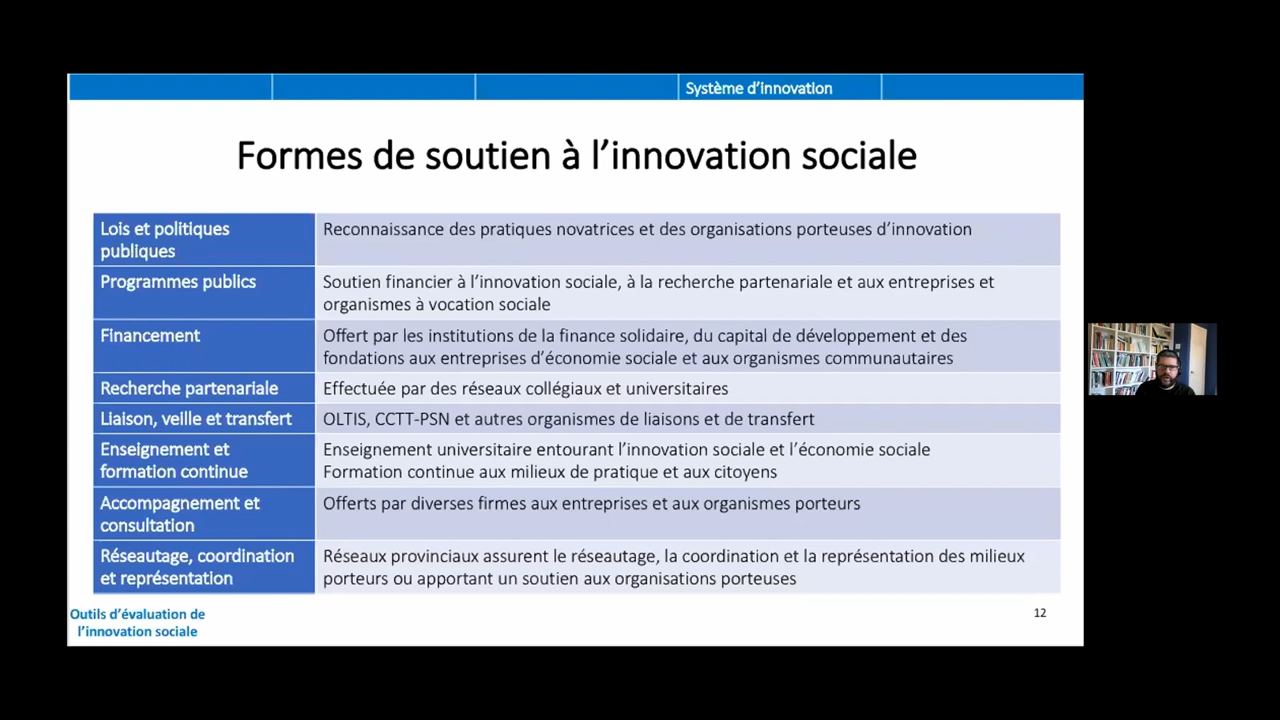 Système d’innovation
Formes de soutien à l’innovation sociale
Lois et politiques
publiques
Reconnaissance des pratiques novatrices et des organisations porteuses d’innovation
Programmes publics
Soutien financier à l’innovation sociale, à la recherche partenariale et aux entreprises et
organismes à vocation sociale
Financement
Offert par les institutions de la finance solidaire, du capital de développement et des
fondations aux entreprises d’économie sociale et aux organismes communautaires
Recherche partenariale
Effectuée par des réseaux collégiaux et universitaires
Liaison, veille et transfert
OLTIS, CCTT-PSN et autres organismes de liaisons et de transfert
Enseignement et
formation continue
Enseignement universitaire entourant l’innovation sociale et l’économie sociale
Formation continue aux milieux de pratique et aux citoyens
Accompagnement et
consultation
Offerts par diverses firmes aux entreprises et aux organismes porteurs
Réseautage, coordination
et représentation
Réseaux provinciaux assurent le réseautage, la coordination et la représentation des milieux
porteurs ou apportant un soutien aux organisations porteuses
Outils d’évaluation de
l’innovation sociale
12